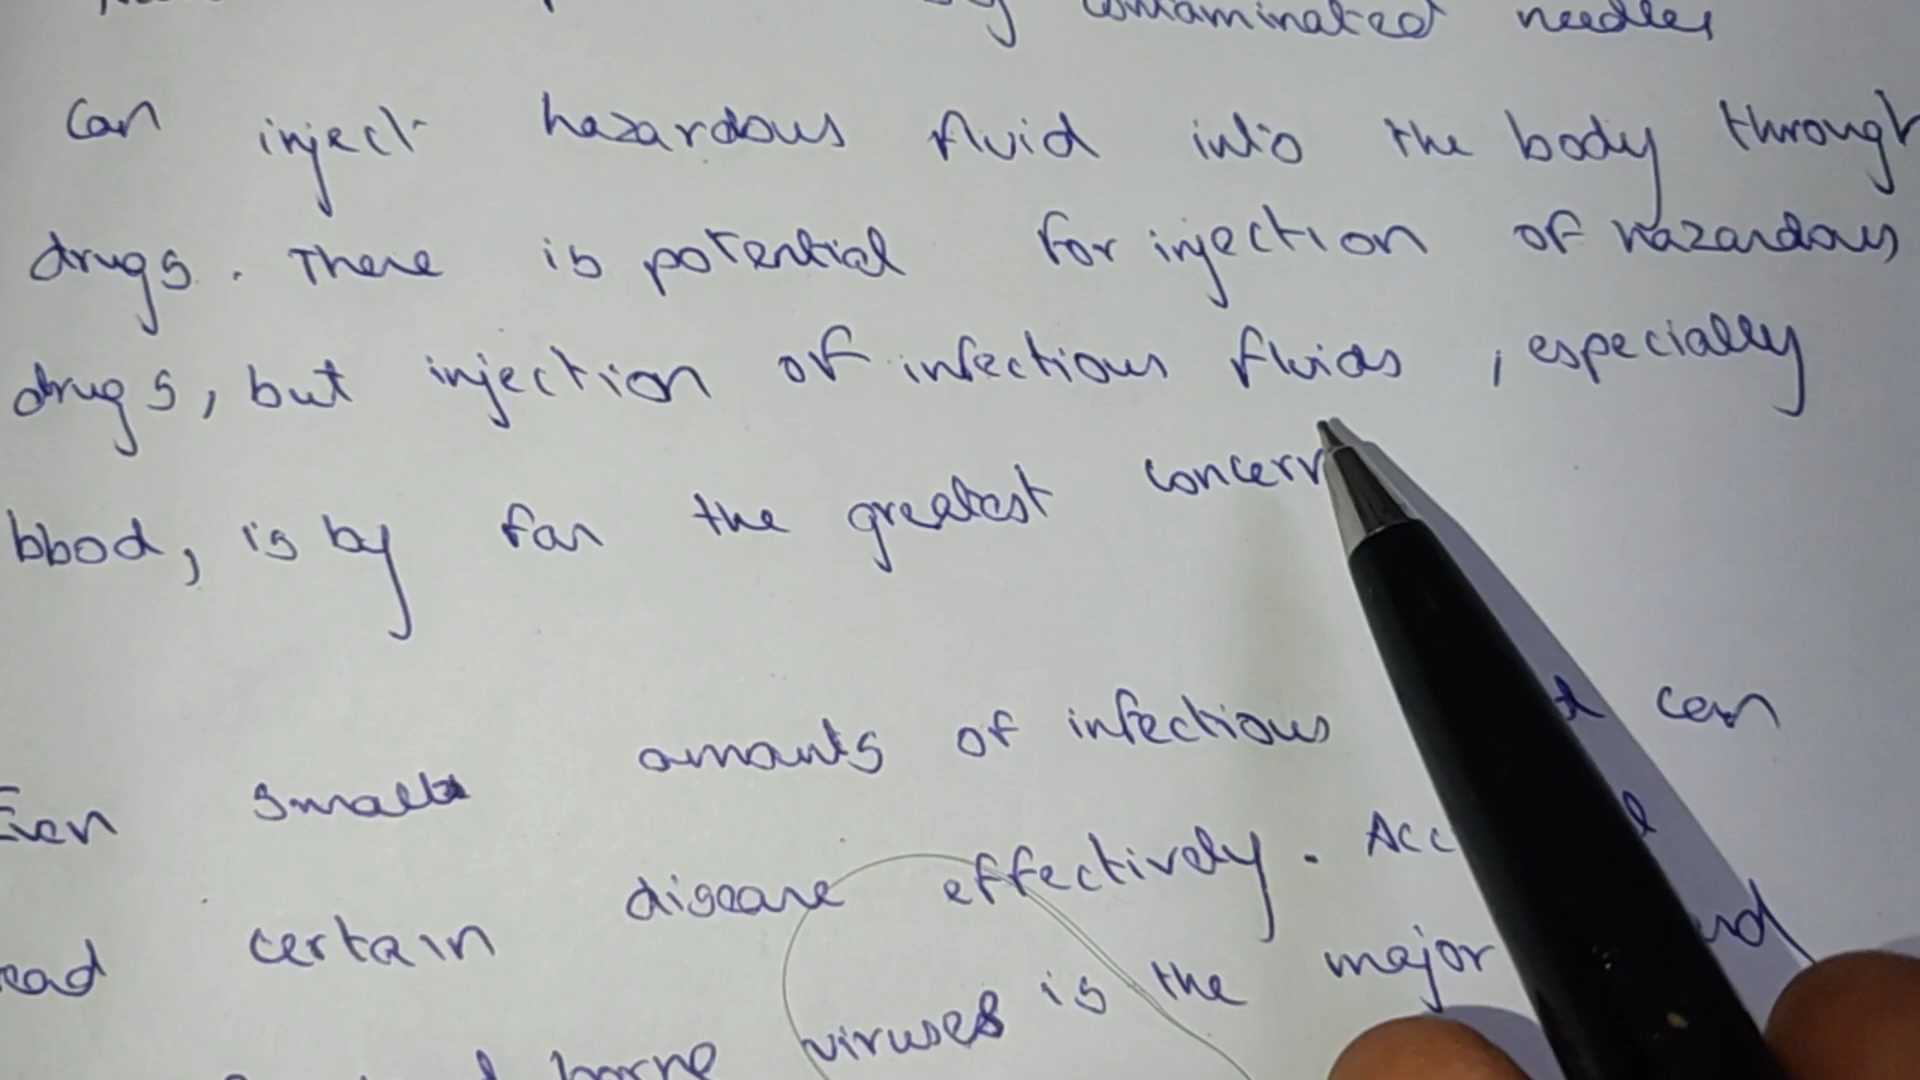 contaminated needles
can inject hazardous fluid into the body through
drugs. There is potential for injection of hazardous
drugs, but injection of infectious fluids, especially
blood, is by far the greatest concern
Even small amounts of infectious can
certain disease effectively.
viruses is the major
borne